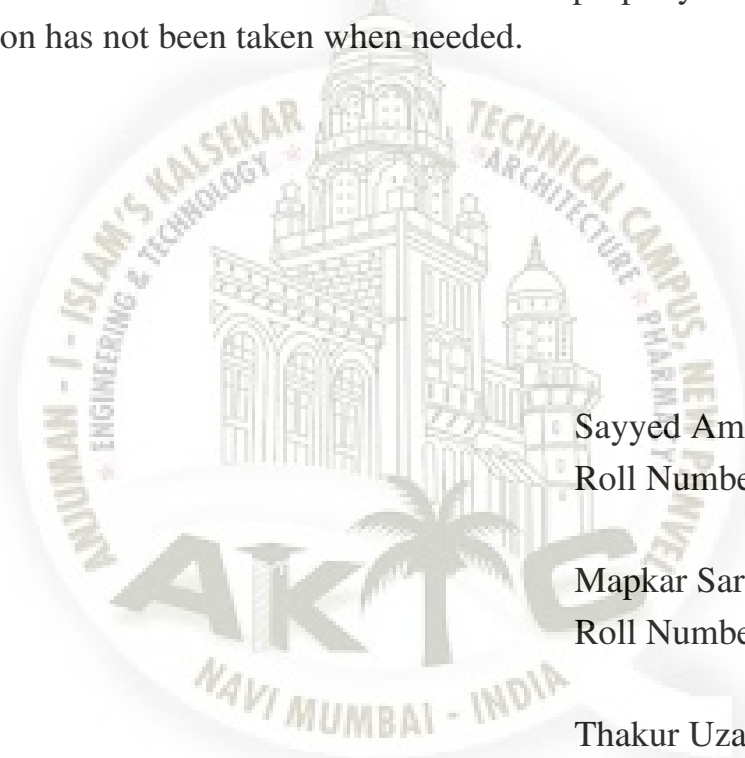 on has not been taken when needed.
ANJUMAN - I - ISLAM'S KALSEKAR TECHNICAL CAMPUS, NEW PANVEL
ENGINEERING & TECHNOLOGY * ARCHITECTURE * PHARMACY
Sayyed Am
Roll Numbe
AKTC
Mapkar Sar
Roll Numbe
NAVI MUMBAI - INDIA
Thakur Uza